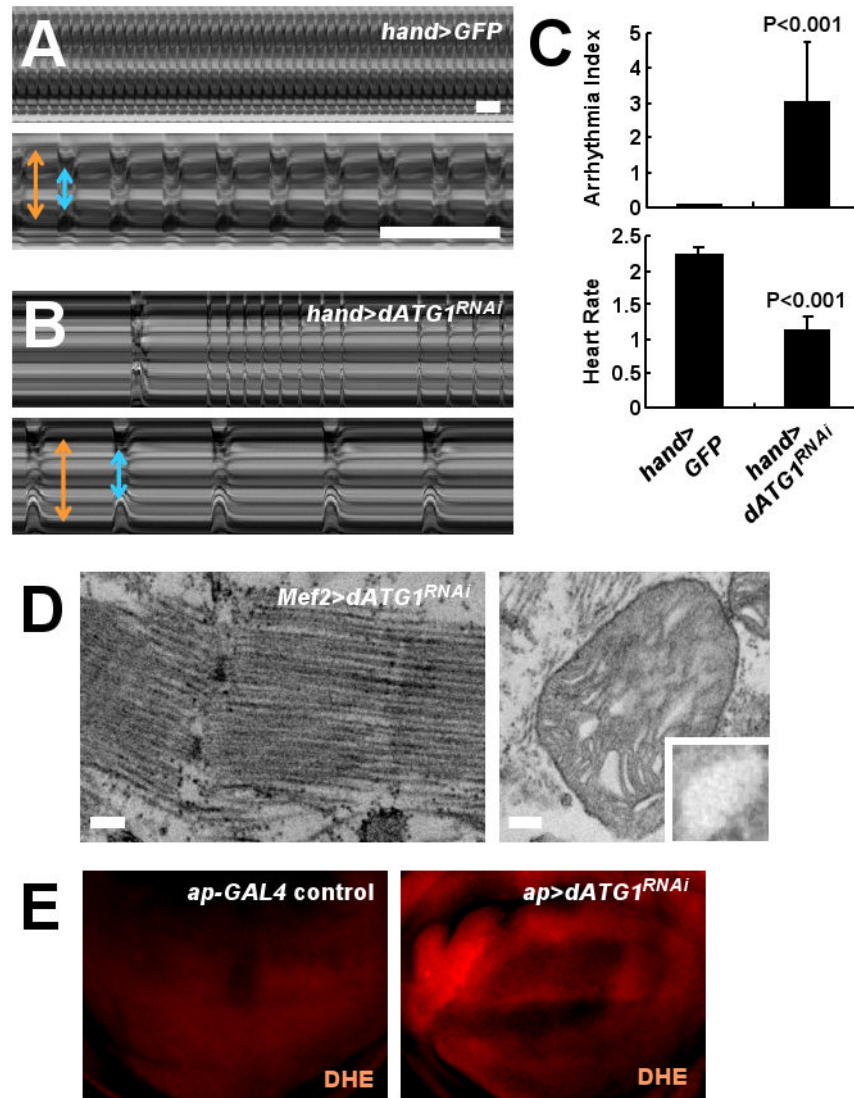 A
hand>GFP
B
hand>dATG1RNAi
C
P<0.001
Arrhythmia Index
5
4
3
2
1
0
P<0.001
Heart Rate
2.5
2
1.5
1
0.5
0
hand>
GFP
hand>
dATG1RNAi
D
Mef2>dATG1RNAi
E
ap-GAL4 control
DHE
ap>dATG1RNAi
DHE